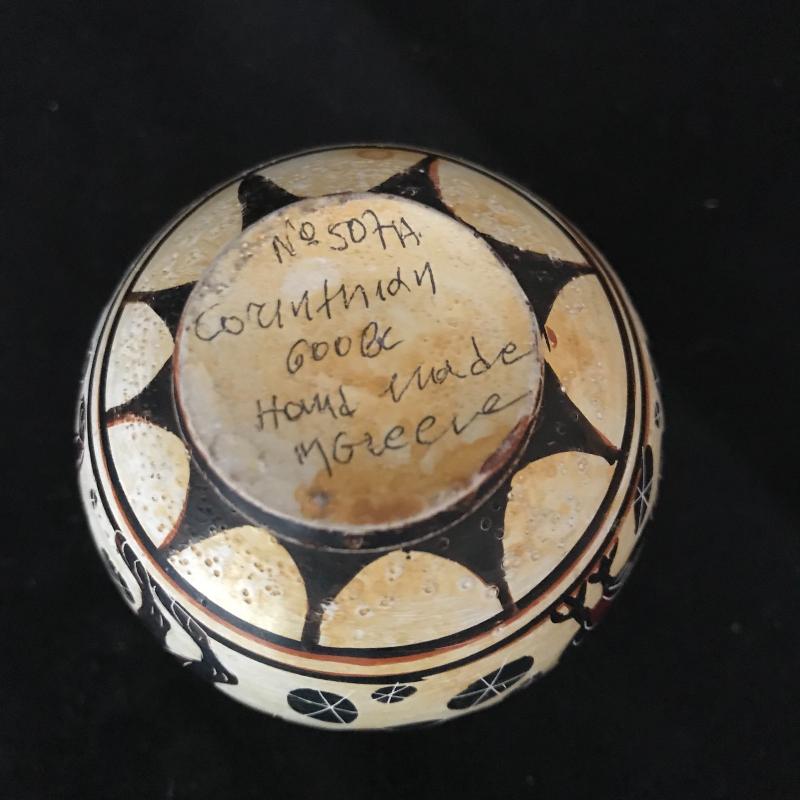 Nº 507A
Corinthian
600BC
Hand made
in Greece